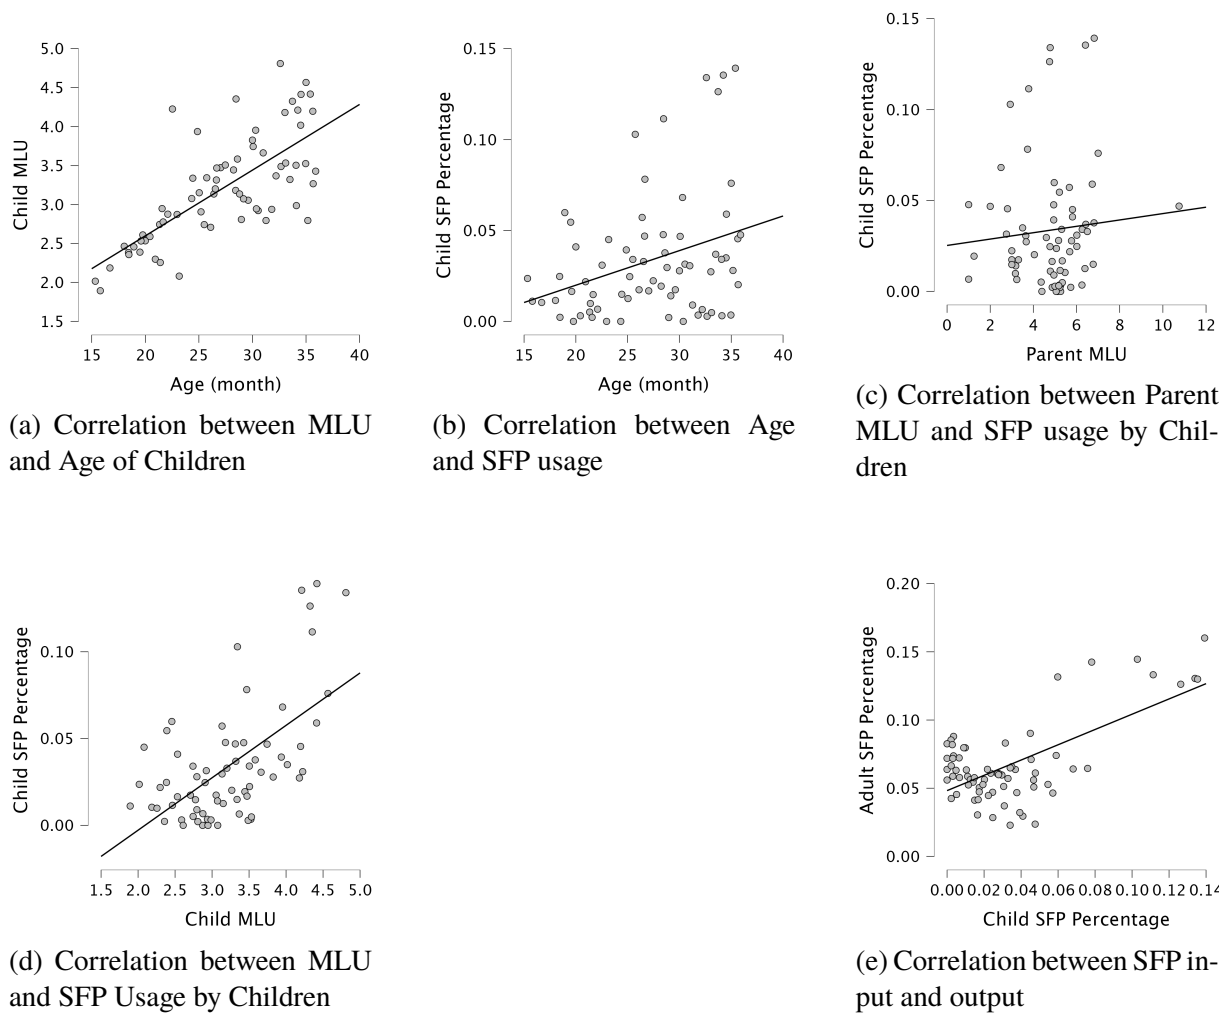 5.0
4.5
4.0
3.5
3.0
2.5
2.0
1.5
Child MLU
15 20 25 30 35 40
Age (month)
(a) Correlation between MLU
and Age of Children
0.15
0.10
0.05
0.00
Child SFP Percentage
15 20 25 30 35 40
Age (month)
(b) Correlation between Age
and SFP usage
0.15
0.10
0.05
0.00
Child SFP Percentage
0 2 4 6 8 10 12
Parent MLU
(c) Correlation between Parent
MLU and SFP usage by Chil-
dren
0.10
0.05
0.00
Child SFP Percentage
1.5 2.0 2.5 3.0 3.5 4.0 4.5 5.0
Child MLU
(d) Correlation between MLU
and SFP Usage by Children
0.20
0.15
0.10
0.05
0.00
Adult SFP Percentage
0.00 0.02 0.04 0.06 0.08 0.10 0.12 0.14
Child SFP Percentage
(e) Correlation between SFP in-
put and output